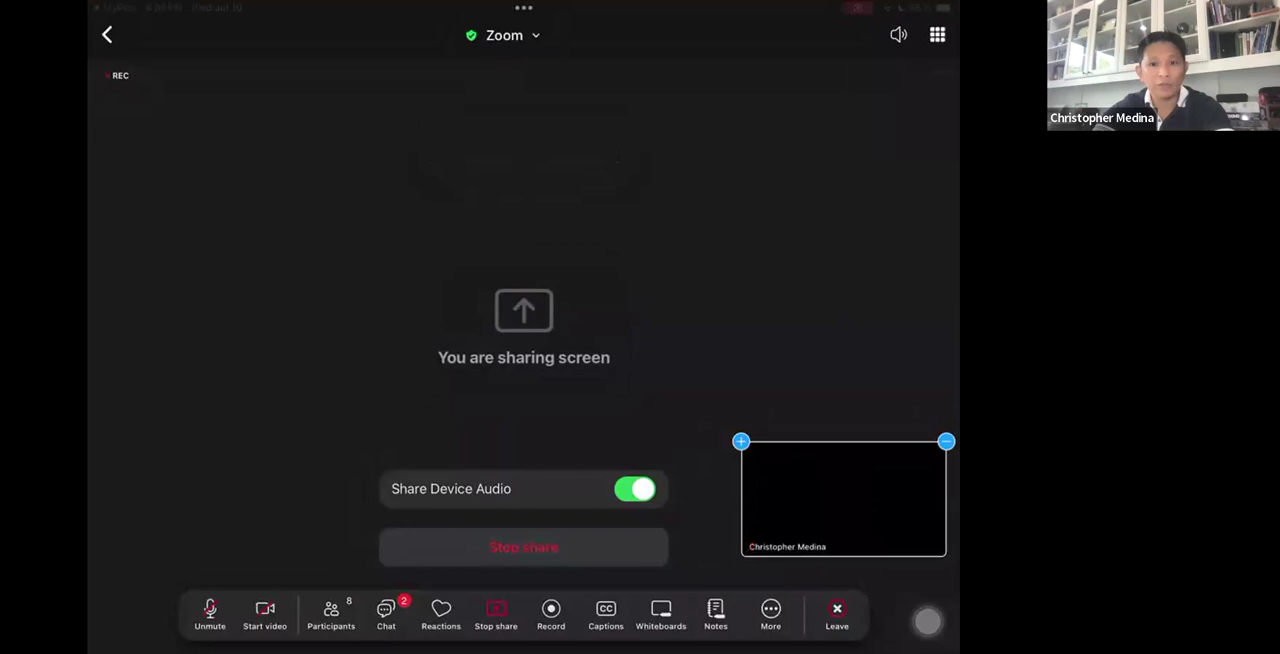 Zoom
REC
Christopher Medina
You are sharing screen
Share Device Audio
Stop share
Christopher Medina
8
2
Unmute
Start video
Participants
Chat
Reactions
Stop share
Record
CC
Captions
Whiteboards
Notes
More
Leave